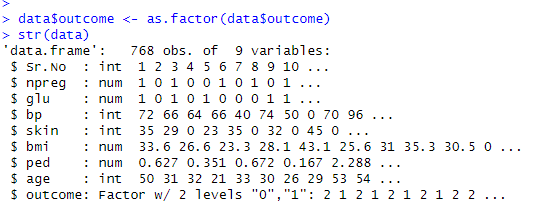 >
> data$outcome <- as.factor(data$outcome)
> str(data)
'data.frame':   768 obs. of  9 variables:
 $ Sr.No  : int  1 2 3 4 5 6 7 8 9 10 ...
 $ npreg  : num  1 0 1 0 0 1 0 1 0 1 ...
 $ glu    : num  1 0 1 0 1 0 0 0 1 1 ...
 $ bp     : int  72 66 64 66 40 74 50 0 70 96 ...
 $ skin   : int  35 29 0 23 35 0 32 0 45 0 ...
 $ bmi    : num  33.6 26.6 23.3 28.1 43.1 25.6 31 35.3 30.5 0 ...
 $ ped    : num  0.627 0.351 0.672 0.167 2.288 ...
 $ age    : int  50 31 32 21 33 30 26 29 53 54 ...
 $ outcome: Factor w/ 2 levels "0","1": 2 1 2 1 2 1 2 1 2 2 ...